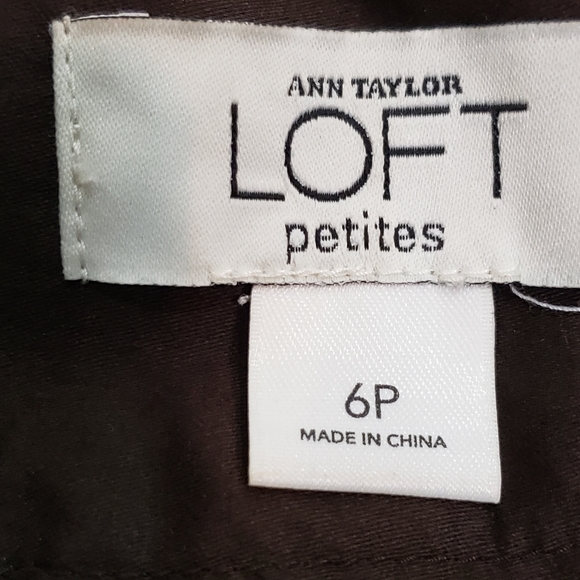 ANN TAYLOR
LOFT
petites
6P
MADE IN CHINA